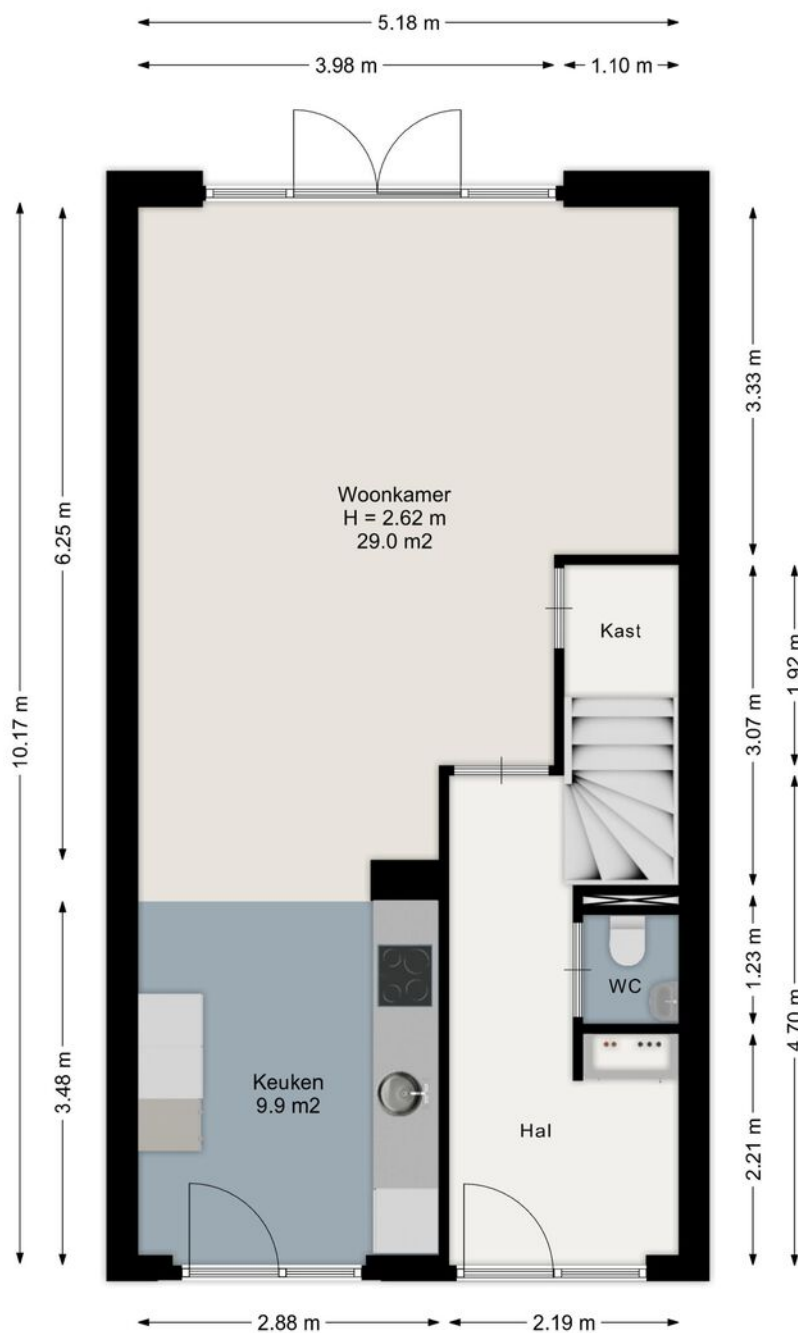 5.18 m
3.98 m
1.10 m
10.17 m
6.25 m
3.33 m
Woonkamer
H = 2.62 m
29.0 m2
Kast
1.92 m
3.07 m
WC
1.23 m
4.70 m
3.48 m
Keuken
9.9 m2
Hal
2.21 m
2.88 m
2.19 m